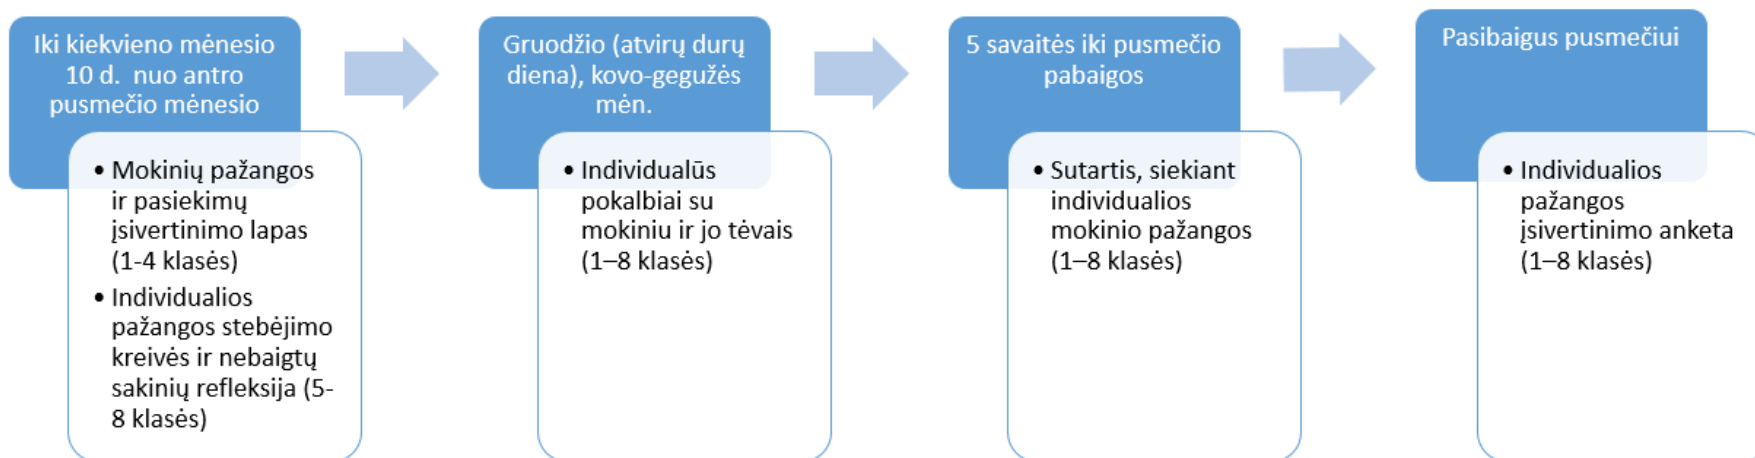 Iki kiekvieno mėnesio
10 d. nuo antro
pusmečio mėnesio
• Mokinių pažangos
ir pasiekimų
įsivertinimo lapas
(1-4 klasės)
• Individualios
pažangos stebėjimo
kreivės ir nebaigtų
sakinių refleksija (5-
8 klasės)
Gruodžio (atvirų durų
diena), kovo-gegužės
mėn.
• Individualūs
pokalbiai su
mokiniu ir jo tėvais
(1–8 klasės)
5 savaitės iki pusmečio
pabaigos
• Sutartis, siekiant
individualios
mokinio pažangos
(1–8 klasės)
Pasibaigus pusmečiui
• Individualios
pažangos
įsivertinimo anketa
(1–8 klasės)